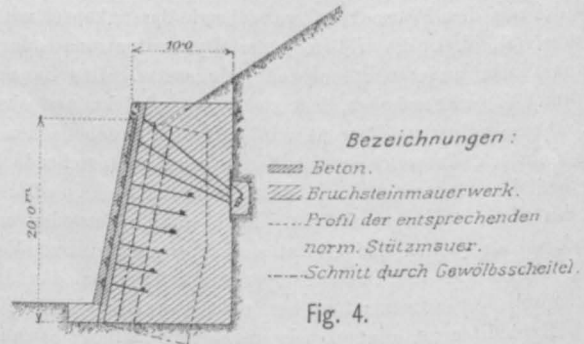 10·0
20·0 m
Bezeichnungen :
Beton.
Bruchsteinmauerwerk.
Profil der entsprechenden
norm. Stützmauer.
Schnitt durch Gewölbsscheitel.
Fig. 4.